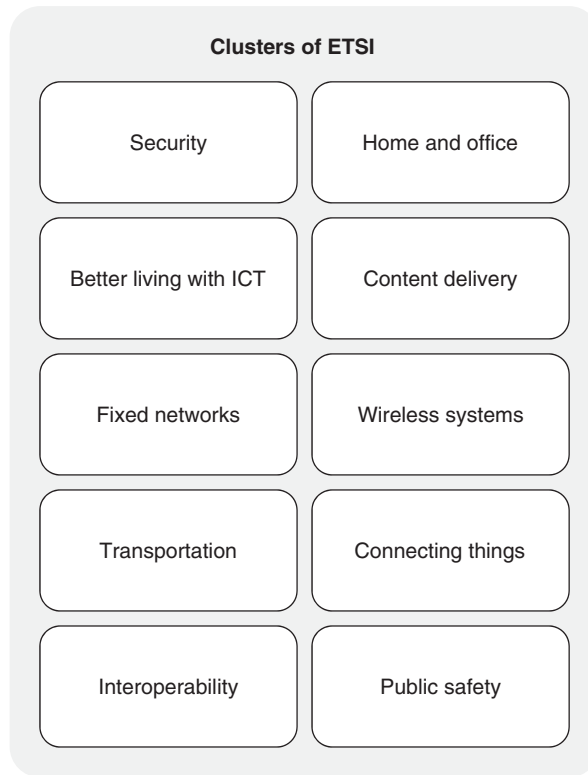 Clusters of ETSI
Security
Home and office
Better living with ICT
Content delivery
Fixed networks
Wireless systems
Transportation
Connecting things
Interoperability
Public safety